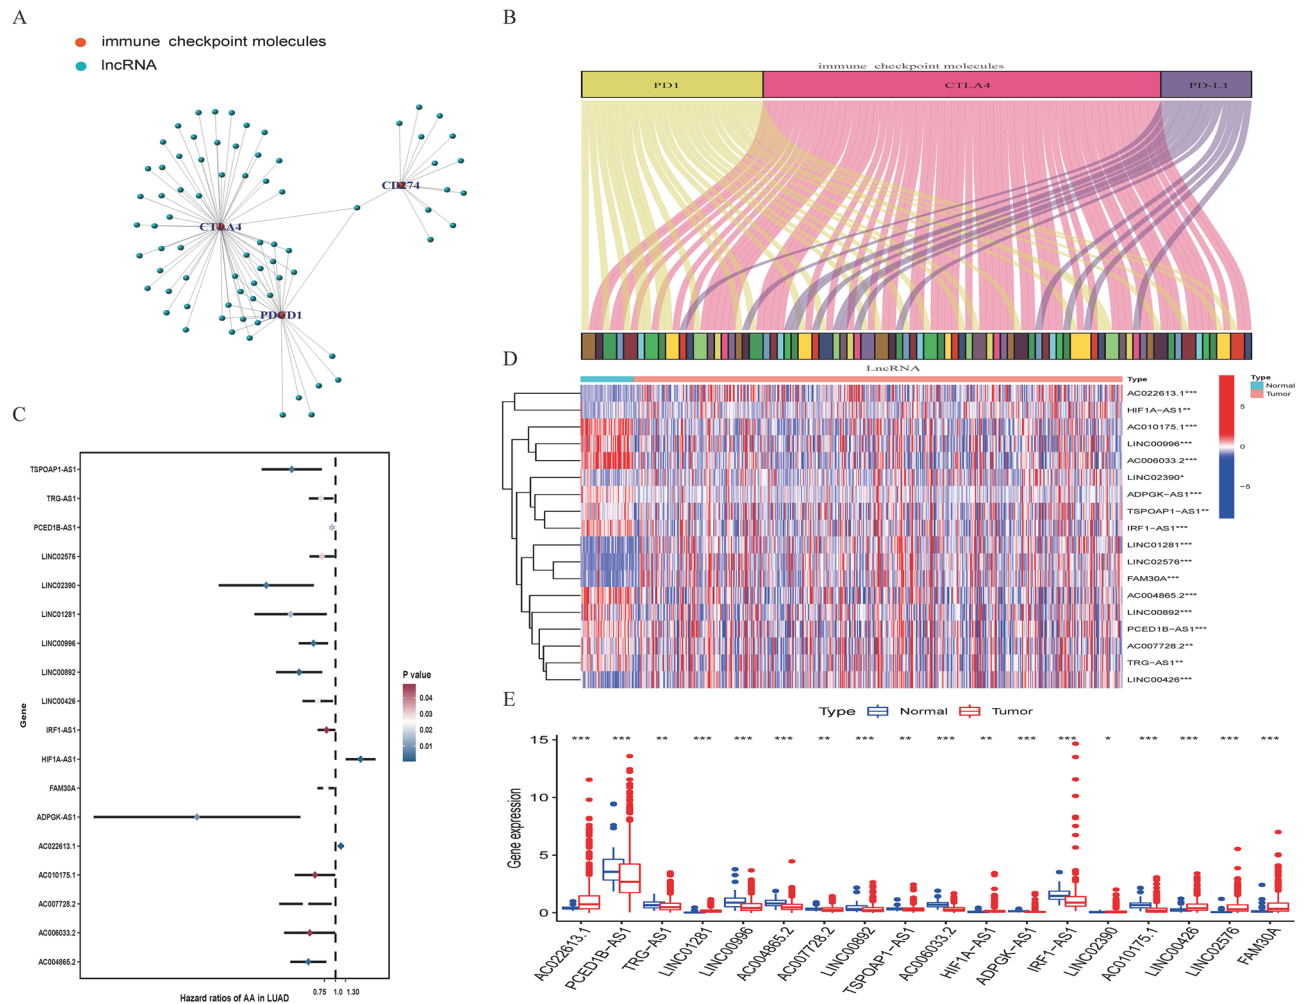 A
immune checkpoint molecules
lncRNA
CD274
CTLA4
PDCD1
B
immune checkpoint molecules
PD1
CTLA4
PD-L1
LncRNA
C
TSPOAP1-AS1
TRG-AS1
PCED1B-AS1
LINC02576
LINC02390
LINC01281
LINC00996
LINC00892
LINC00426
IRF1-AS1
HIF1A-AS1
FAM30A
ADPGK-AS1
AC022613.1
AC010175.1
AC007728.2
AC006033.2
AC004865.2
Gene
0.75 1.0 1.30
Hazard ratios of AA in LUAD
P value
0.04
0.03
0.02
0.01
D
Type
AC022613.1***
HIF1A-AS1**
AC010175.1***
LINC00996***
AC006033.2***
LINC02390*
ADPGK-AS1***
TSPOAP1-AS1**
IRF1-AS1***
LINC01281***
LINC02576***
FAM30A***
AC004865.2***
LINC00892***
PCED1B-AS1***
AC007728.2**
TRG-AS1**
LINC00426***
5
0
-5
Type
Normal
Tumor
E
Type Normal Tumor
*** *** ** *** *** *** ** *** ** *** ** *** *** * *** *** *** ***
15
10
5
0
Gene expression
AC022613.1
PCED1B-AS1
TRG-AS1
LINC01281
LINC00996
AC004865.2
AC007728.2
LINC00892
TSPOAP1-AS1
AC006033.2
HIF1A-AS1
ADPGK-AS1
IRF1-AS1
LINC02390
AC010175.1
LINC00426
LINC02576
FAM30A